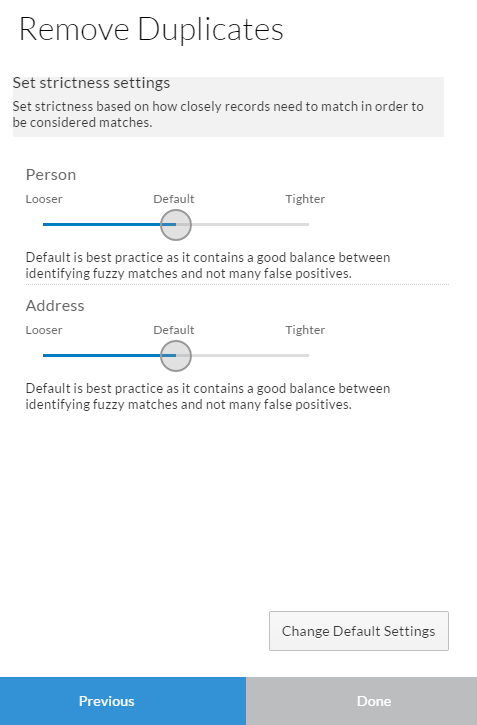 Remove Duplicates
Set strictness settings
Set strictness based on how closely records need to match in order to
be considered matches.
Person
Looser Default Tighter
Default is best practice as it contains a good balance between
identifying fuzzy matches and not many false positives.
Address
Looser Default Tighter
Default is best practice as it contains a good balance between
identifying fuzzy matches and not many false positives.
Change Default Settings
Previous Done